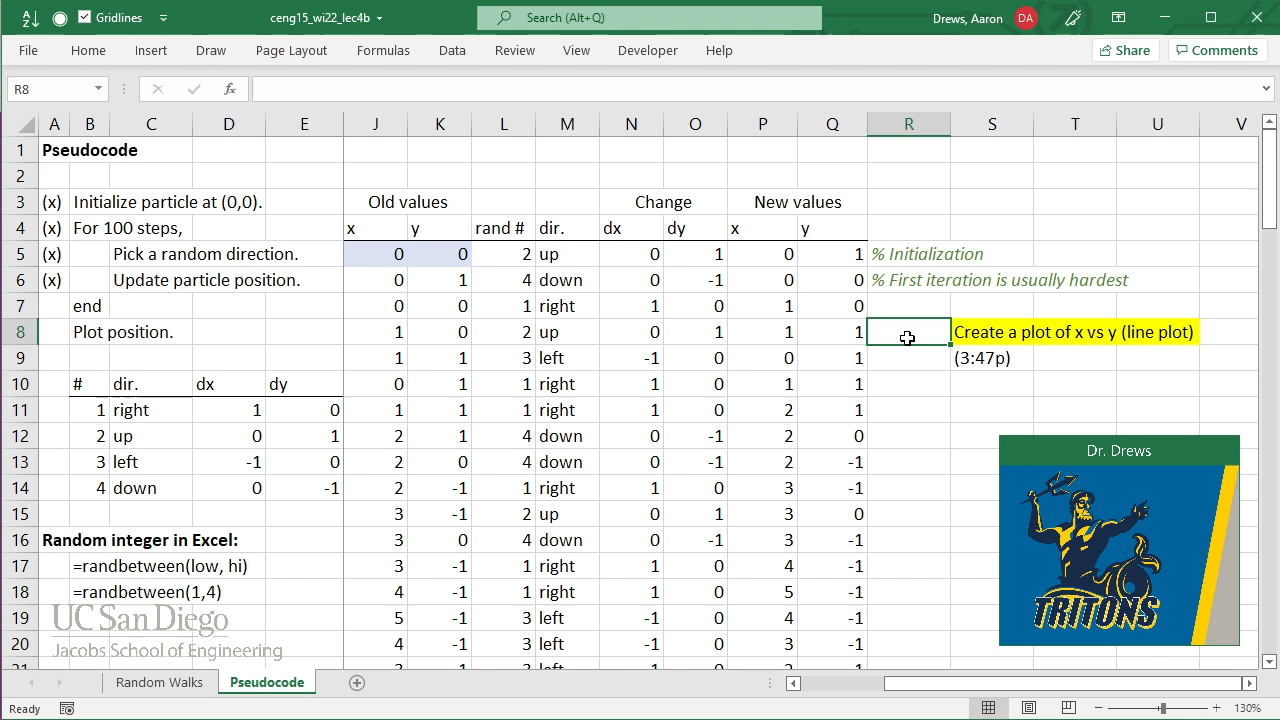 Gridlines
ceng15_wi22_lec4b
Search (Alt+Q)
Drews, Aaron
DA
File Home Insert Draw Page Layout Formulas Data Review View Developer Help
Share
Comments
R8
fx
A B C D E J K L M N O P Q R S T U V
1 Pseudocode
2
3 (x) Initialize particle at (0,0). Old values Change New values
4 (x) For 100 steps, x y rand # dir. dx dy x y
5 (x) Pick a random direction. 0 0 2 up 0 1 0 1 % Initialization
6 (x) Update particle position. 0 1 4 down 0 -1 0 0 % First iteration is usually hardest
7 end 0 0 1 right 1 0 1 0
8 Plot position. 1 0 2 up 0 1 1 1 Create a plot of x vs y (line plot)
9 1 1 3 left -1 0 0 1 (3:47p)
10 # dir. dx dy 0 1 1 right 1 0 1 1
11 1 right 1 0 1 1 1 right 1 0 2 1
12 2 up 0 1 2 1 4 down 0 -1 2 0
13 3 left -1 0 2 0 4 down 0 -1 2 -1
14 4 down 0 -1 2 -1 1 right 1 0 3 -1
15 3 -1 2 up 0 1 3 0
16 Random integer in Excel: 3 0 4 down 0 -1 3 -1
17 =randbetween(low, hi) 3 -1 1 right 1 0 4 -1
18 =randbetween(1,4) 4 -1 1 right 1 0 5 -1
19 5 -1 3 left -1 0 4 -1
20 4 -1 3 left -1 0 3 -1
Dr. Drews
TRITONS
UC San Diego
Jacobs School of Engineering
Random Walks
Pseudocode
Ready
130%